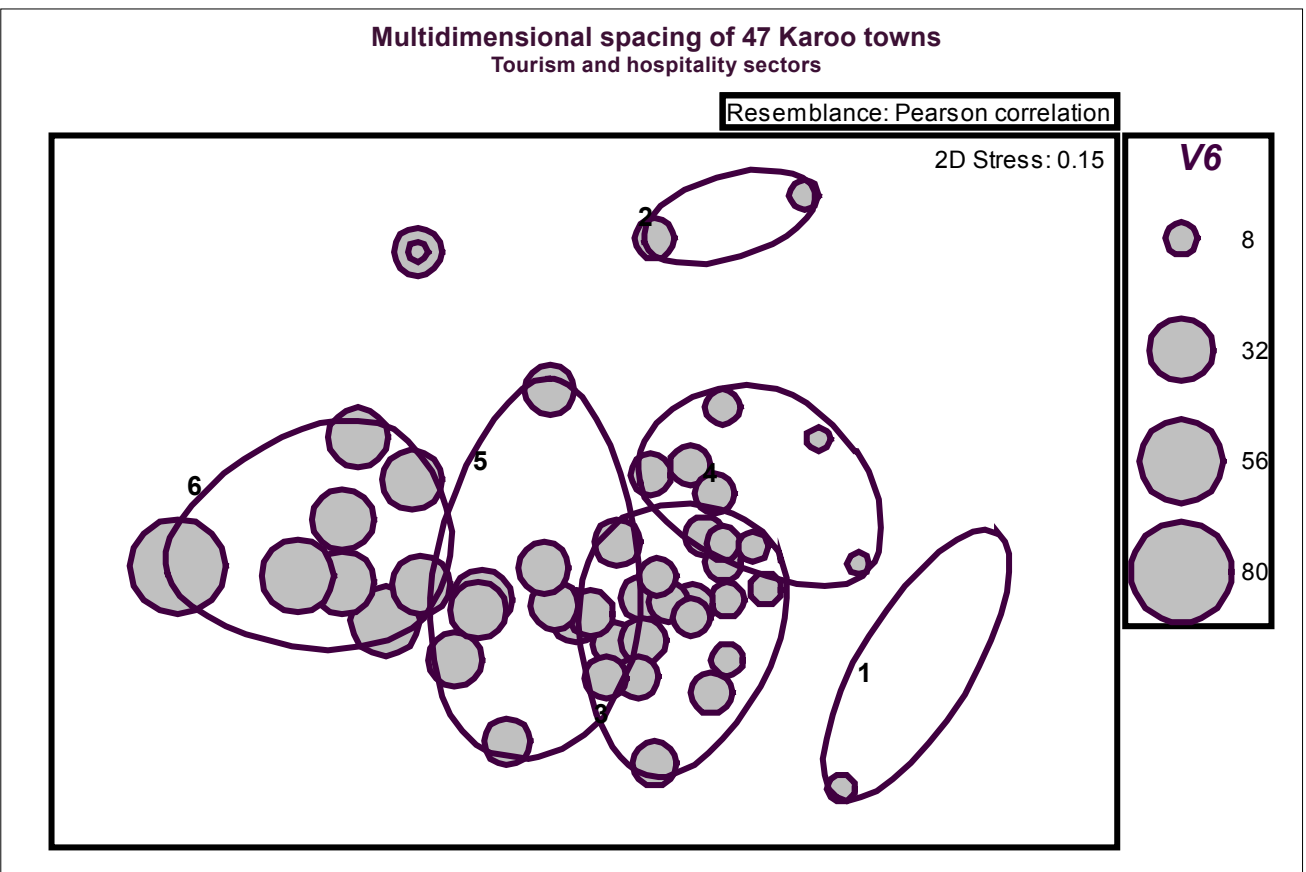 Multidimensional spacing of 47 Karoo towns
Tourism and hospitality sectors
Resemblance: Pearson correlation
2D Stress: 0.15
V6
8
32
56
80
2
5
4
6
1
3